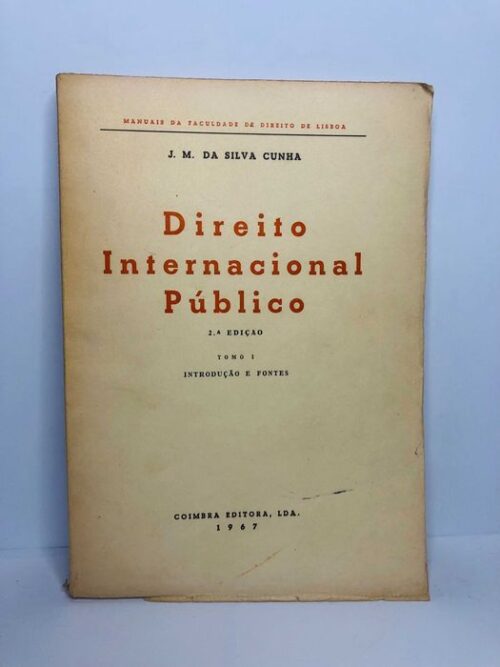 MANUAIS DA FACULDADE DE DIREITO DE LISBOA
J. M. DA SILVA CUNHA
Direito
Internacional
Público
2.ª EDIÇÃO
TOMO I
INTRODUÇÃO E FONTES
COIMBRA EDITORA, LDA.
1967